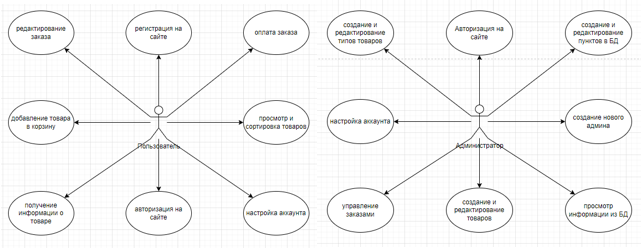 редактирование
заказа
регистрация на
сайте
оплата заказа
добавление товара
в корзину
Пользователь
просмотр и
сортировка товаров
получение
информации о
товаре
авторизация на
сайте
настройка аккаунта
создание и
редактирование
типов товаров
Авторизация на
сайте
создание и
редактирование
пунктов в БД
настройка аккаунта
Администратор
создание нового
админа
управление
заказами
создание и
редактирование
товаров
просмотр
информации из БД